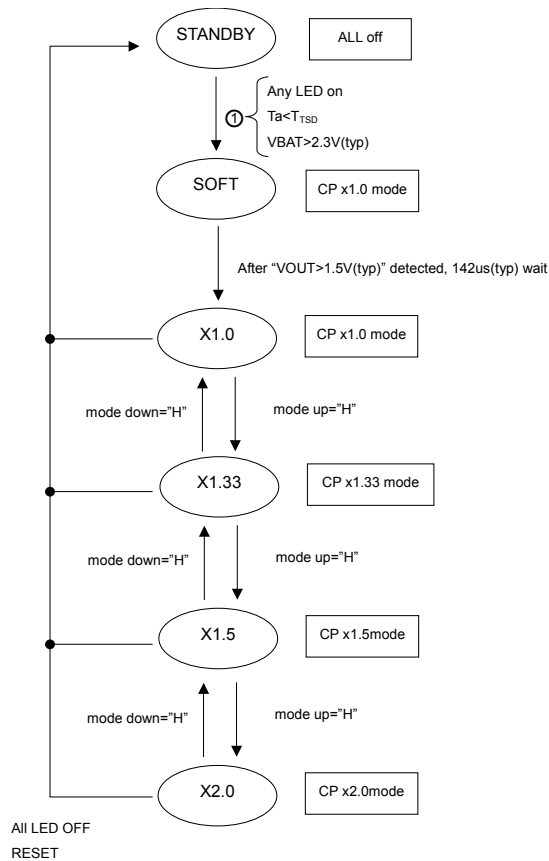 STANDBY
ALL off
①
Any LED on
Ta<TTSD
VBAT>2.3V(typ)
SOFT
CP x1.0 mode
After “VOUT>1.5V(typ)” detected, 142us(typ) wait
X1.0
CP x1.0 mode
mode down=”H”
mode up=”H”
X1.33
CP x1.33 mode
mode down=”H”
mode up=”H”
X1.5
CP x1.5mode
mode down=”H”
mode up=”H”
X2.0
CP x2.0mode
All LED OFF
RESET